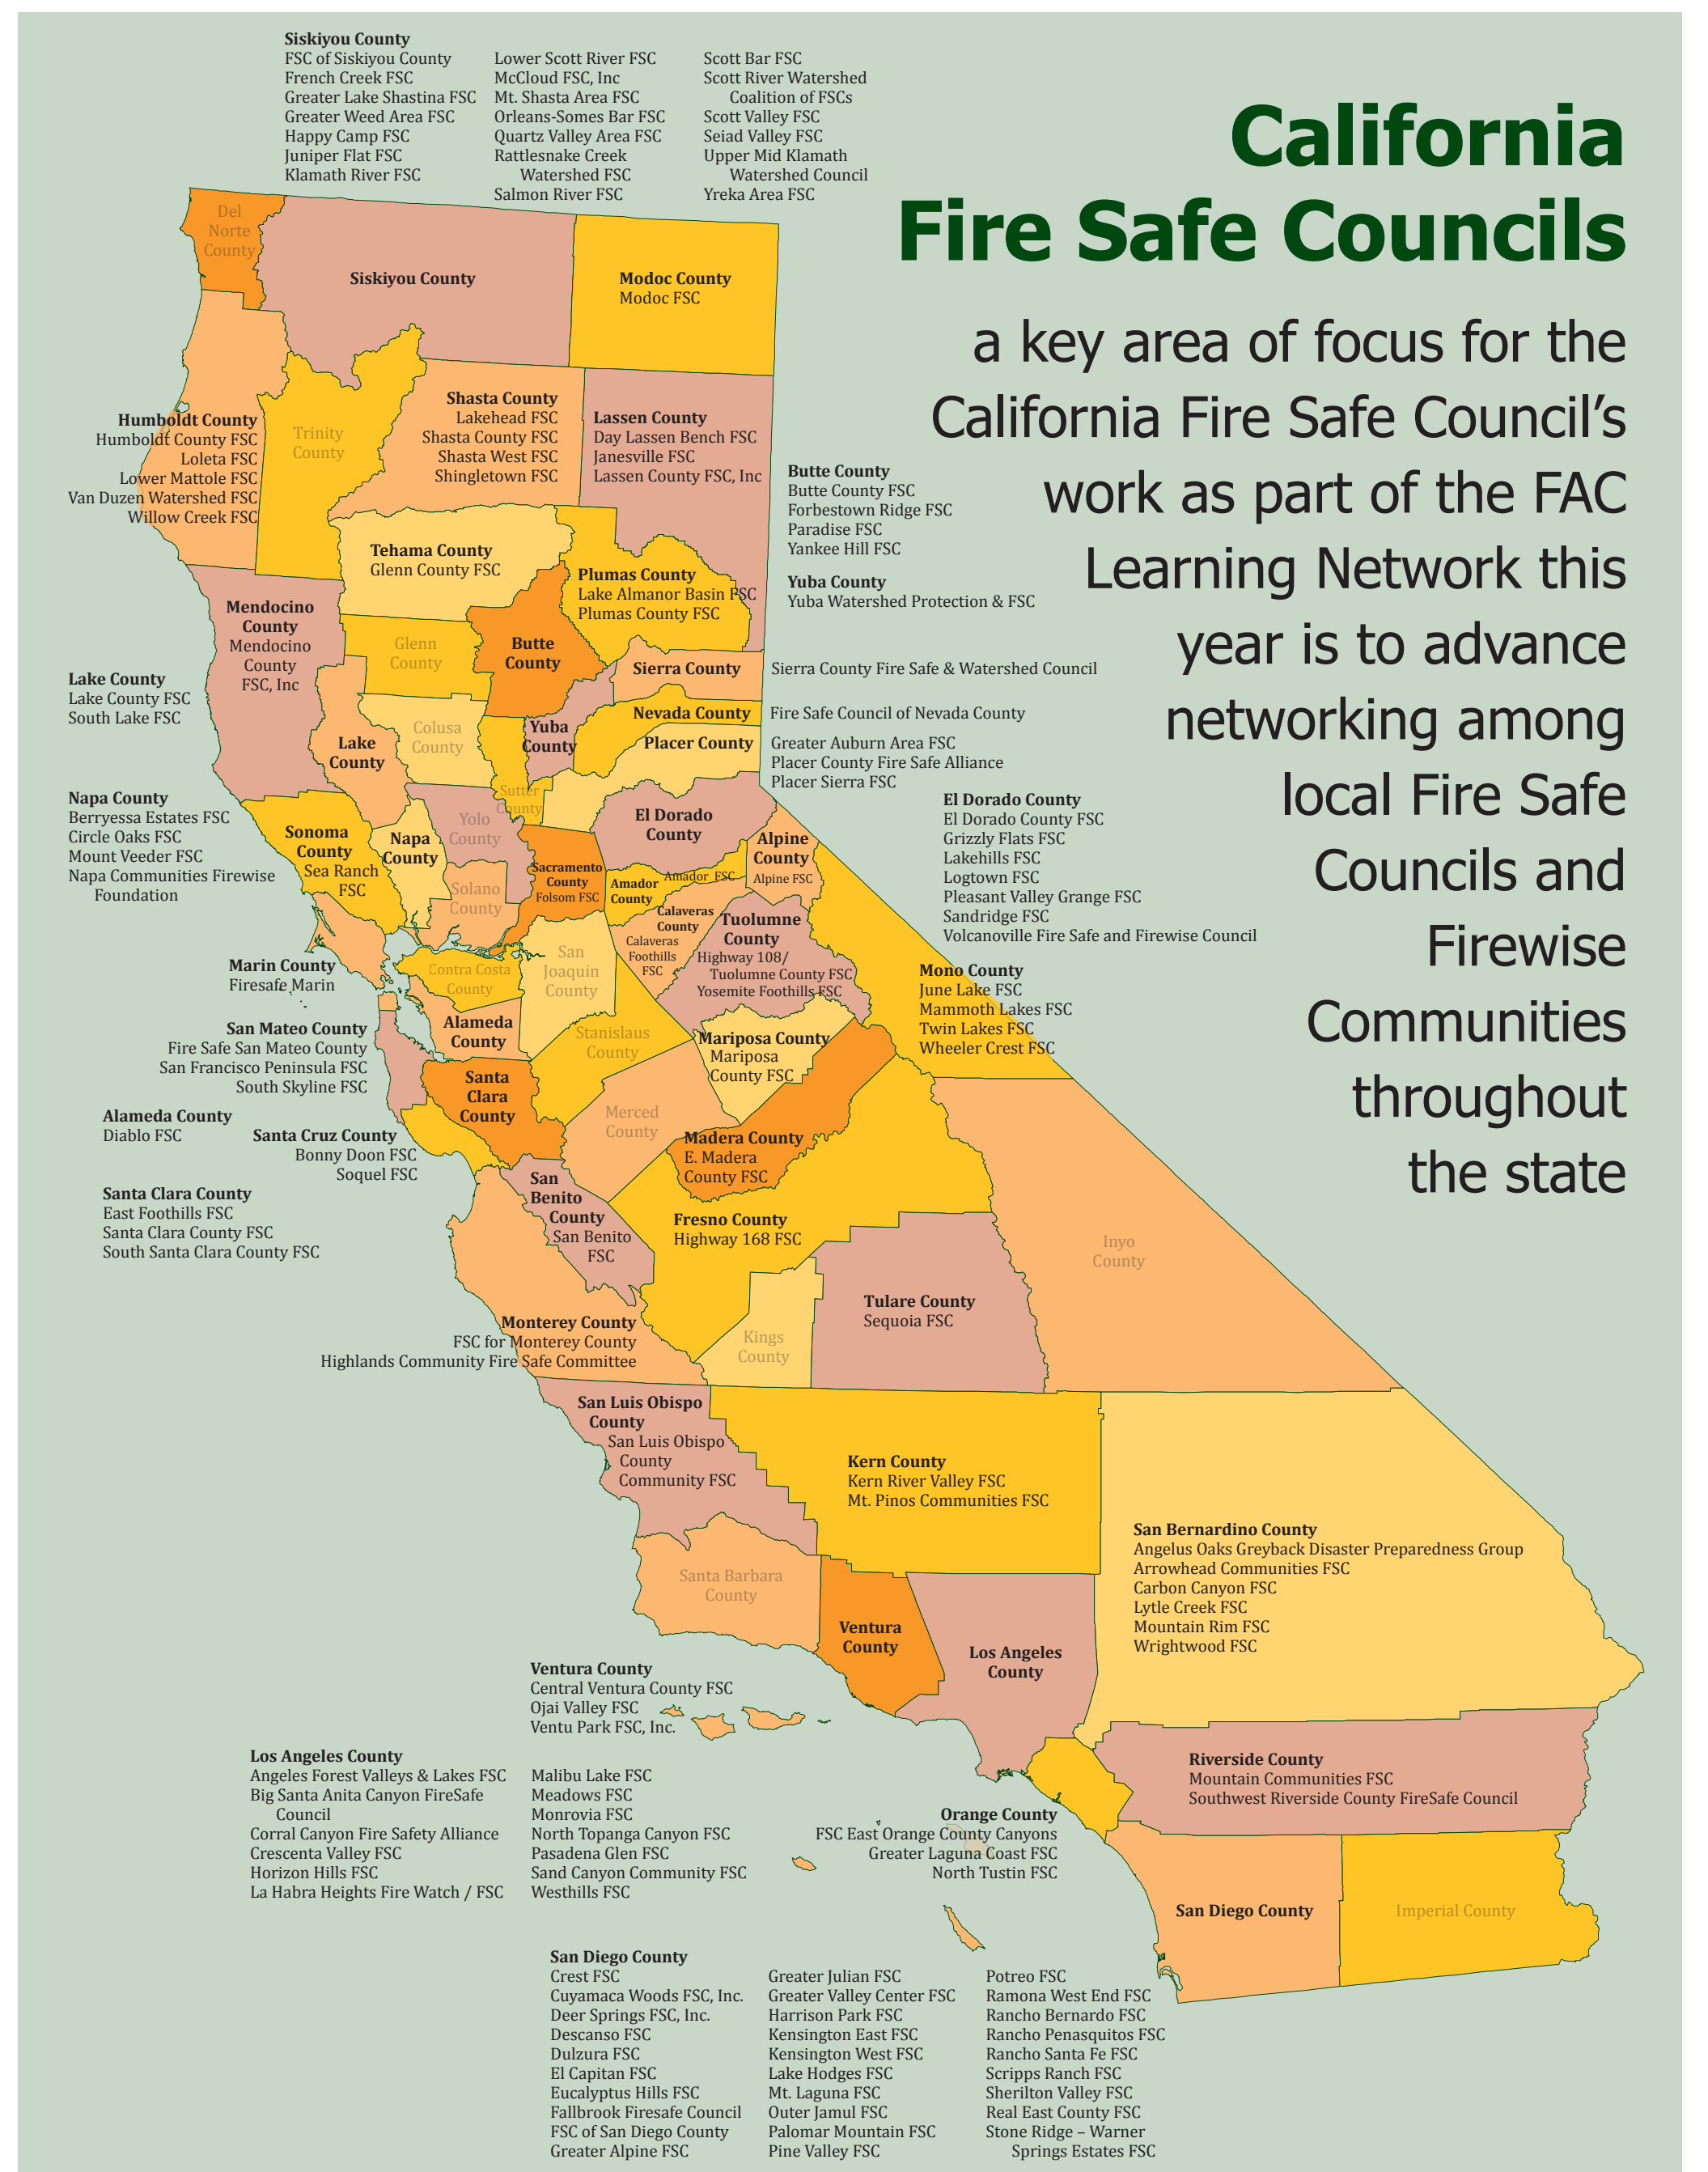 Siskiyou County
FSC of Siskiyou County
French Creek FSC
Greater Lake Shastina FSC
Greater Weed Area FSC
Happy Camp FSC
Juniper Flat FSC
Klamath River FSC
Lower Scott River FSC
McCloud FSC, Inc
Mt. Shasta Area FSC
Orleans-Somes Bar FSC
Quartz Valley Area FSC
Rattlesnake Creek
Watershed FSC
Salmon River FSC
Scott Bar FSC
Scott River Watershed
Coalition of FSCs
Scott Valley FSC
Seiad Valley FSC
Upper Mid Klamath
Watershed Council
Yreka Area FSC
California
Fire Safe Councils
a key area of focus for the
California Fire Safe Council’s
work as part of the FAC
Learning Network this
year is to advance
networking among
local Fire Safe
Councils and
Firewise
Communities
throughout
the state
Del
Norte
County
Siskiyou County
Modoc County
Modoc FSC
Humboldt County
Humboldt County FSC
Loleta FSC
Lower Mattole FSC
Van Duzen Watershed FSC
Willow Creek FSC
Trinity
County
Shasta County
Lakehead FSC
Shasta County FSC
Shasta West FSC
Shingletown FSC
Lassen County
Day Lassen Bench FSC
Janesville FSC
Lassen County FSC, Inc
Butte County
Butte County FSC
Forbestown Ridge FSC
Paradise FSC
Yankee Hill FSC
Yuba County
Yuba Watershed Protection & FSC
Tehama County
Glenn County FSC
Plumas County
Lake Almanor Basin FSC
Plumas County FSC
Mendocino
County
Mendocino
County
FSC, Inc
Glenn
County
Butte
County
Sierra County
Sierra County Fire Safe & Watershed Council
Lake County
Lake County FSC
South Lake FSC
Nevada County
Fire Safe Council of Nevada County
Colusa
County
Lake
County
Yuba
County
Placer County
Greater Auburn Area FSC
Placer County Fire Safe Alliance
Placer Sierra FSC
Sutter
County
Napa County
Berryessa Estates FSC
Circle Oaks FSC
Mount Veeder FSC
Napa Communities Firewise
Foundation
Sonoma
County
Sea Ranch
FSC
Napa
County
Yolo
County
Solano
County
El Dorado
County
El Dorado County
El Dorado County FSC
Grizzly Flats FSC
Lakehills FSC
Logtown FSC
Pleasant Valley Grange FSC
Sandridge FSC
Volcanoville Fire Safe and Firewise Council
Sacramento
County
Folsom FSC
Amador
County
Amador FSC
Alpine
County
Alpine FSC
Calaveras
County
Calaveras
Foothills
FSC
Tuolumne
County
Highway 108/
Tuolumne County FSC
Yosemite Foothills FSC
Marin County
Firesafe Marin
Contra Costa
County
San
Joaquin
County
Mono County
June Lake FSC
Mammoth Lakes FSC
Twin Lakes FSC
Wheeler Crest FSC
San Mateo County
Fire Safe San Mateo County
San Francisco Peninsula FSC
South Skyline FSC
Alameda
County
Stanislaus
County
Mariposa County
Mariposa
County FSC
Santa
Clara
County
Merced
County
Alameda County
Diablo FSC
Santa Cruz County
Bonny Doon FSC
Soquel FSC
Madera County
E. Madera
County FSC
Santa Clara County
East Foothills FSC
Santa Clara County FSC
South Santa Clara County FSC
San
Benito
County
San Benito
FSC
Fresno County
Highway 168 FSC
Inyo
County
Tulare County
Sequoia FSC
Kings
County
Monterey County
FSC for Monterey County
Highlands Community Fire Safe Committee
San Luis Obispo
County
San Luis Obispo
County
Community FSC
Kern County
Kern River Valley FSC
Mt. Pinos Communities FSC
San Bernardino County
Angelus Oaks Greyback Disaster Preparedness Group
Arrowhead Communities FSC
Carbon Canyon FSC
Lytle Creek FSC
Mountain Rim FSC
Wrightwood FSC
Santa Barbara
County
Ventura
County
Los Angeles
County
Ventura County
Central Ventura County FSC
Ojai Valley FSC
Ventu Park FSC, Inc.
Los Angeles County
Angeles Forest Valleys & Lakes FSC
Big Santa Anita Canyon FireSafe
Council
Corral Canyon Fire Safety Alliance
Crescenta Valley FSC
Horizon Hills FSC
La Habra Heights Fire Watch / FSC
Malibu Lake FSC
Meadows FSC
Monrovia FSC
North Topanga Canyon FSC
Pasadena Glen FSC
Sand Canyon Community FSC
Westhills FSC
Riverside County
Mountain Communities FSC
Southwest Riverside County FireSafe Council
Orange County
FSC East Orange County Canyons
Greater Laguna Coast FSC
North Tustin FSC
San Diego County
Imperial County
San Diego County
Crest FSC
Cuyamaca Woods FSC, Inc.
Deer Springs FSC, Inc.
Descanso FSC
Dulzura FSC
El Capitan FSC
Eucalyptus Hills FSC
Fallbrook Firesafe Council
FSC of San Diego County
Greater Alpine FSC
Greater Julian FSC
Greater Valley Center FSC
Harrison Park FSC
Kensington East FSC
Kensington West FSC
Lake Hodges FSC
Mt. Laguna FSC
Outer Jamul FSC
Palomar Mountain FSC
Pine Valley FSC
Potreo FSC
Ramona West End FSC
Rancho Bernardo FSC
Rancho Penasquitos FSC
Rancho Santa Fe FSC
Scripps Ranch FSC
Sherilton Valley FSC
Real East County FSC
Stone Ridge – Warner
Springs Estates FSC